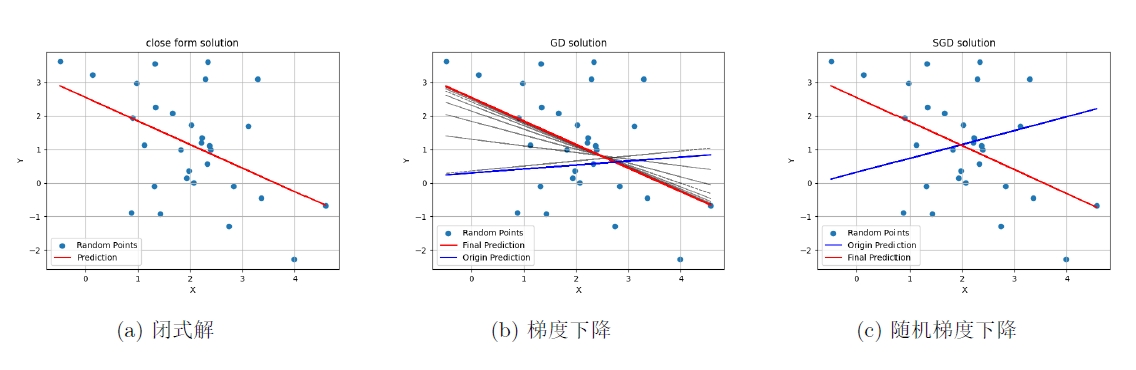 close form solution
3
2
1
0
−1
−2
Y
0
1
2
3
4
X
Random Points
Prediction
(a) 闭式解
GD solution
3
2
1
0
−1
−2
Y
0
1
2
3
4
X
Random Points
Final Prediction
Origin Prediction
(b) 梯度下降
SGD solution
3
2
1
0
−1
−2
Y
0
1
2
3
4
X
Random Points
Origin Prediction
Final Prediction
(c) 随机梯度下降